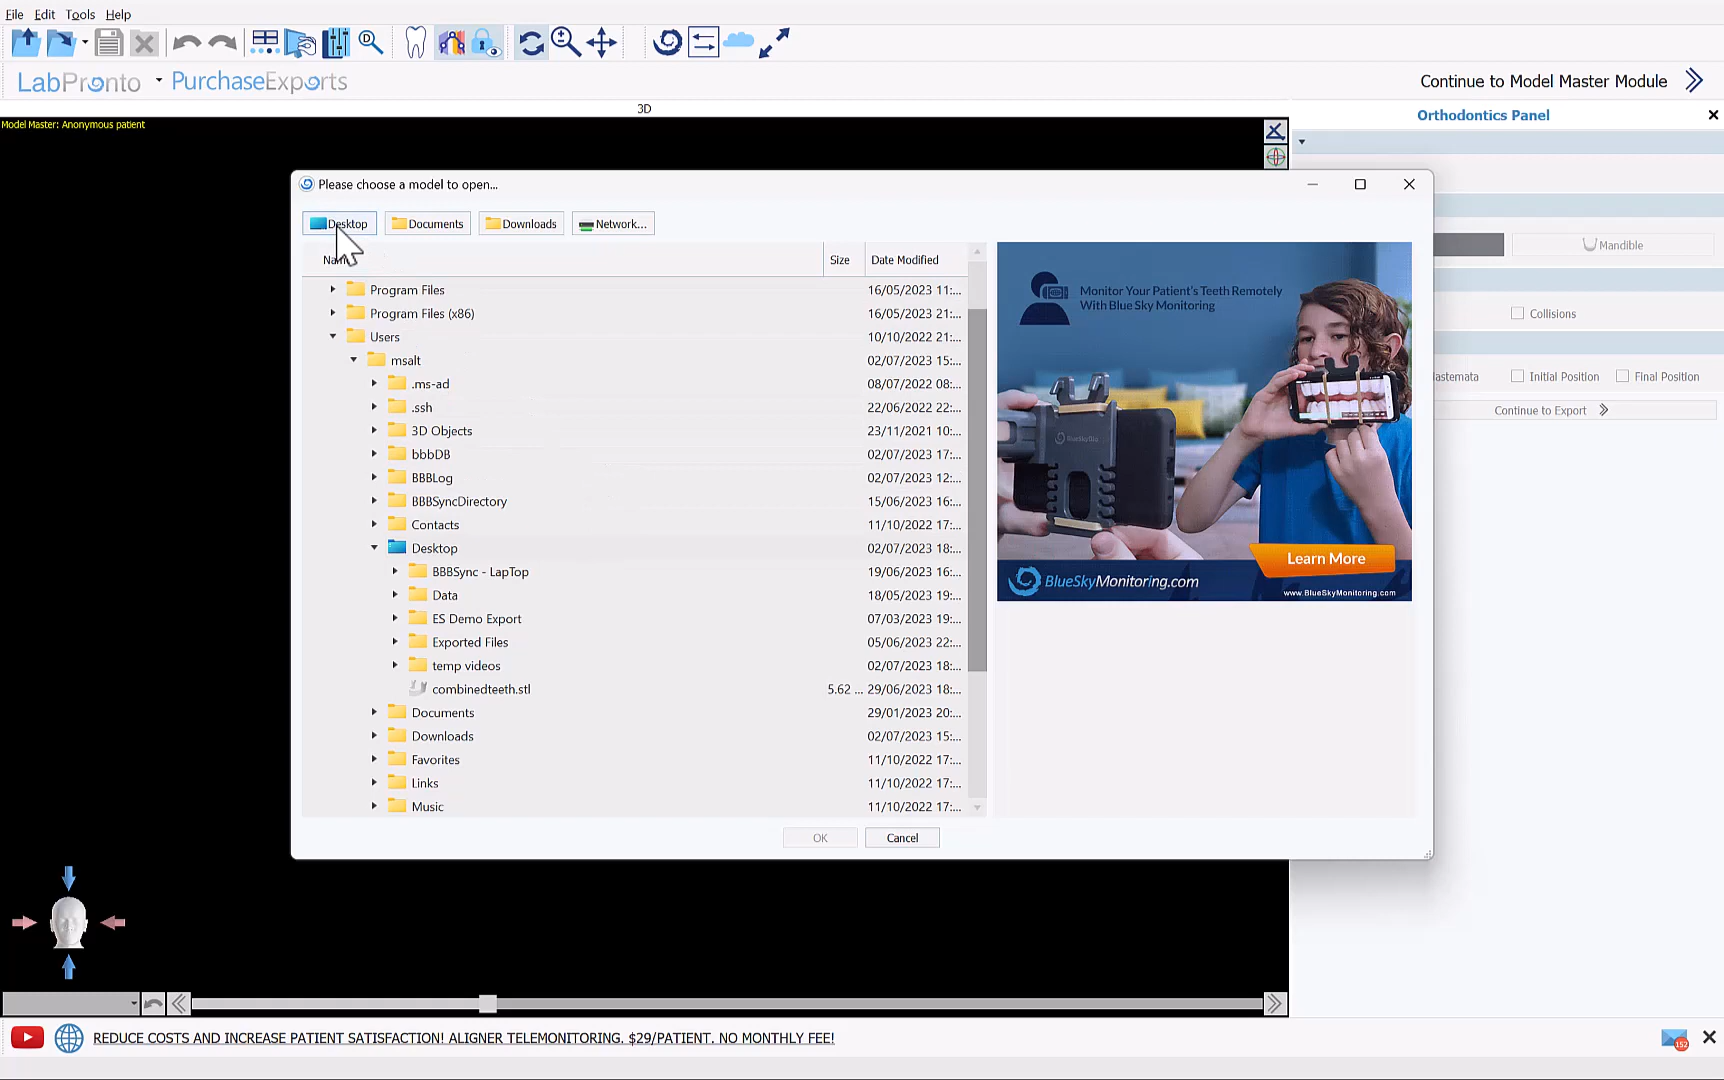 File Edit Tools Help
LabPronto PurchaseExports Continue to Model Master Module
3D
Orthodontics Panel
Model Master: Anonymous patient
Please choose a model to open...
Desktop Documents Downloads Network...
Size Date Modified
Program Files 16/05/2023 11:...
Program Files (x86) 16/05/2023 21:...
Users 10/10/2022 21:...
msalt 02/07/2023 15:...
.ms-ad 08/07/2022 08:...
.ssh 22/06/2022 22:...
3D Objects 23/11/2021 10:...
bbbDB 02/07/2023 17:...
BBBLog 02/07/2023 12:...
BBBSyncDirectory 15/06/2023 16:...
Contacts 11/10/2022 17:...
Desktop 02/07/2023 18:...
BBBSync - LapTop 19/06/2023 16:...
Data 18/05/2023 19:...
ES Demo Export 07/03/2023 19:...
Exported Files 05/06/2023 22:...
temp videos 02/07/2023 18:...
combinedteeth.stl 5.62 ... 29/06/2023 18:...
Documents 29/01/2023 20:...
Downloads 02/07/2023 15:...
Favorites 11/10/2022 17:...
Links 11/10/2022 17:...
Music 11/10/2022 17:...
OK Cancel
Monitor Your Patient's Teeth Remotely
With Blue Sky Monitoring
Learn More
BlueSkyMonitoring.com
www.BlueSkyMonitoring.com
Mandible
Collisions
Initial Position Final Position
Continue to Export
REDUCE COSTS AND INCREASE PATIENT SATISFACTION! ALIGNER TELEMONITORING. $29/PATIENT. NO MONTHLY FEE!
152